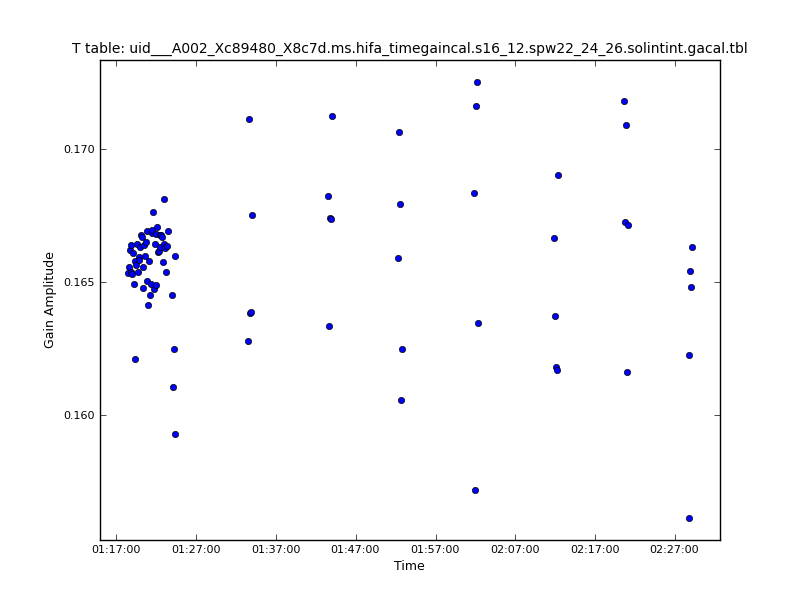 T table: uid___A002_Xc89480_X8c7d.ms.hifa_timegaincal.s16_12.spw22_24_26.solintint.gacal.tbl
0.170
0.165
0.160
Gain Amplitude
01:17:00 01:27:00 01:37:00 01:47:00 01:57:00 02:07:00 02:17:00 02:27:00
Time